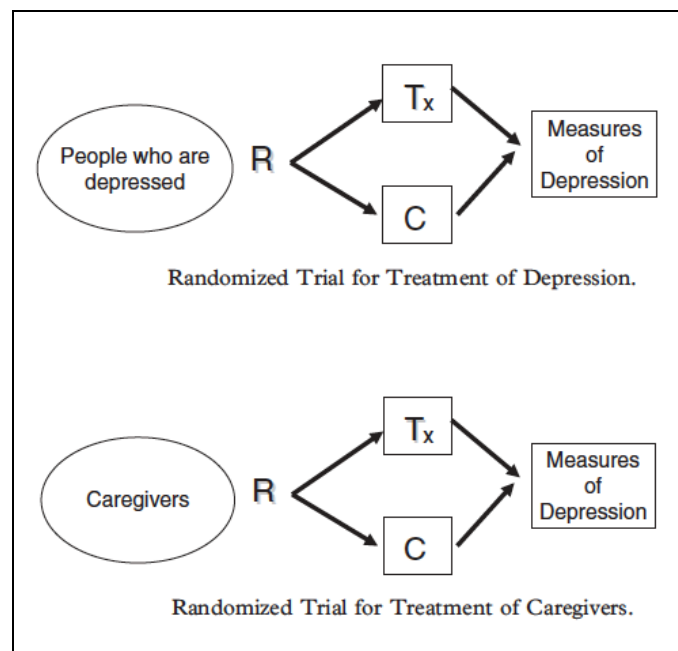 People who are
depressed
R
Tx
C
Measures
of
Depression
Randomized Trial for Treatment of Depression.
Caregivers
R
Tx
C
Measures
of
Depression
Randomized Trial for Treatment of Caregivers.